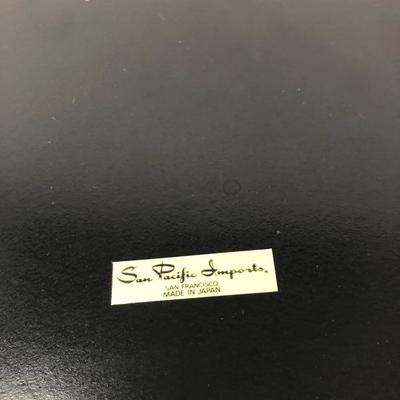 San Pacific Imports.
SAN FRANCISCO
MADE IN JAPAN